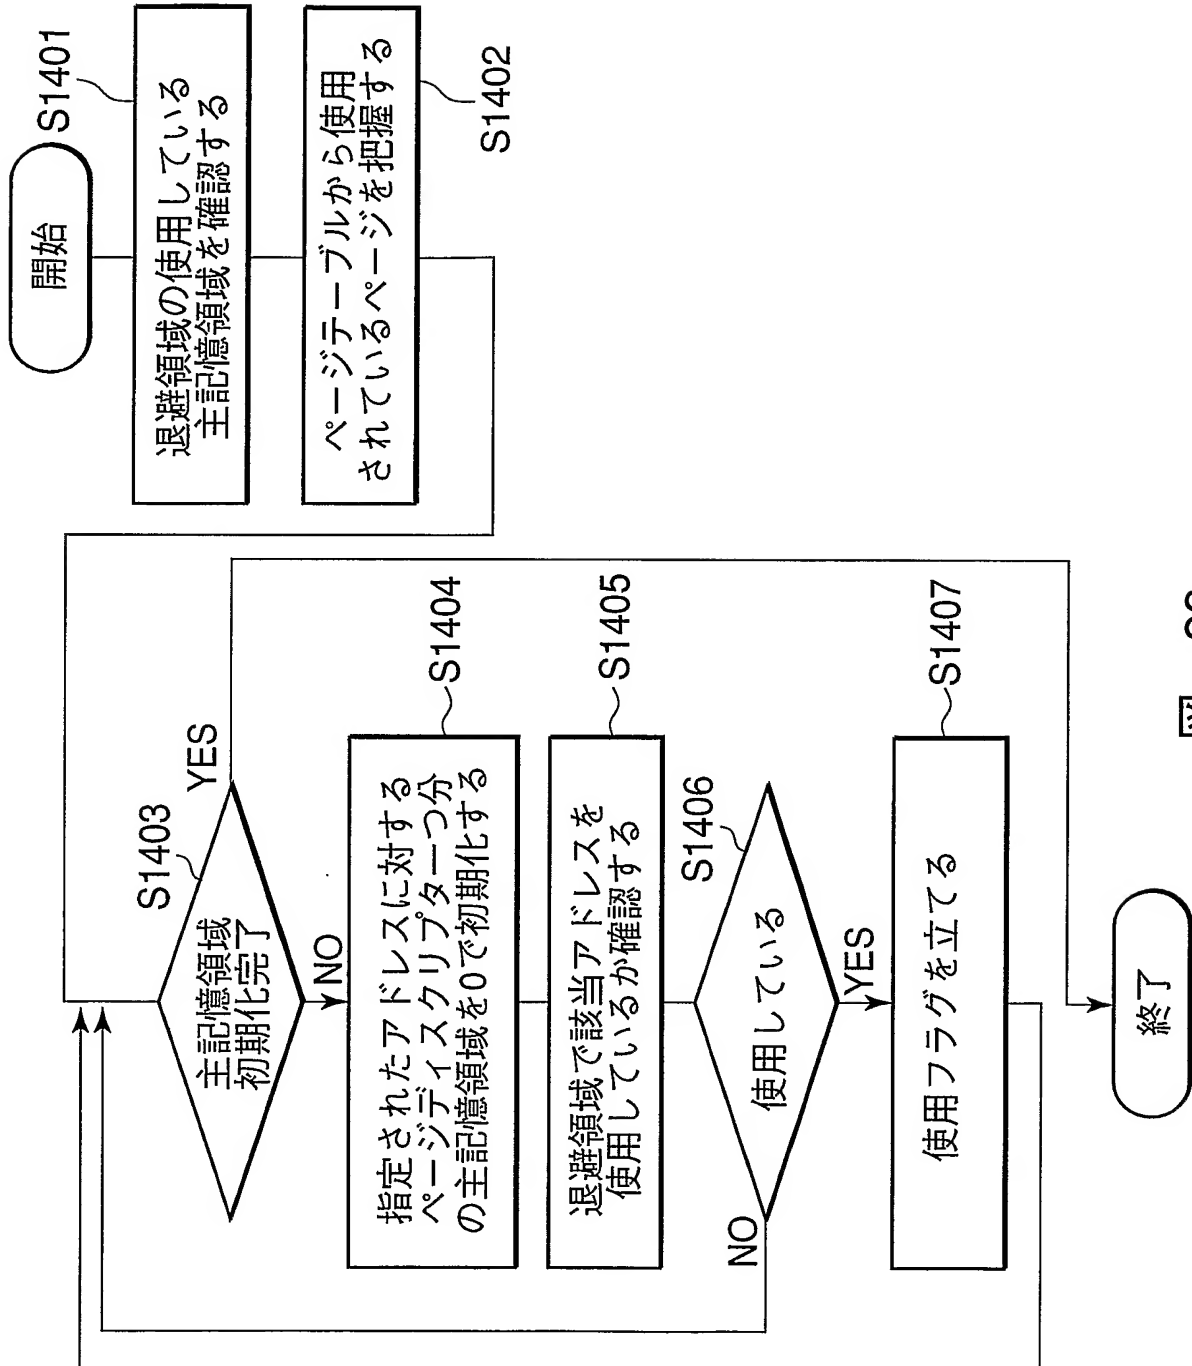 開始
S1401
退避領域の使用している
主記憶領域を確認する
ページテーブルから使用
されているページを把握する
S1402
S1403
主記憶領域
初期化完了
YES
NO
指定されたアドレスに対する
ページディスクリプター一つ分
の主記憶領域を0で初期化する
S1404
退避領域で該当アドレスを
使用しているか確認する
S1405
S1406
使用している
NO
YES
使用フラグを立てる
S1407
終了